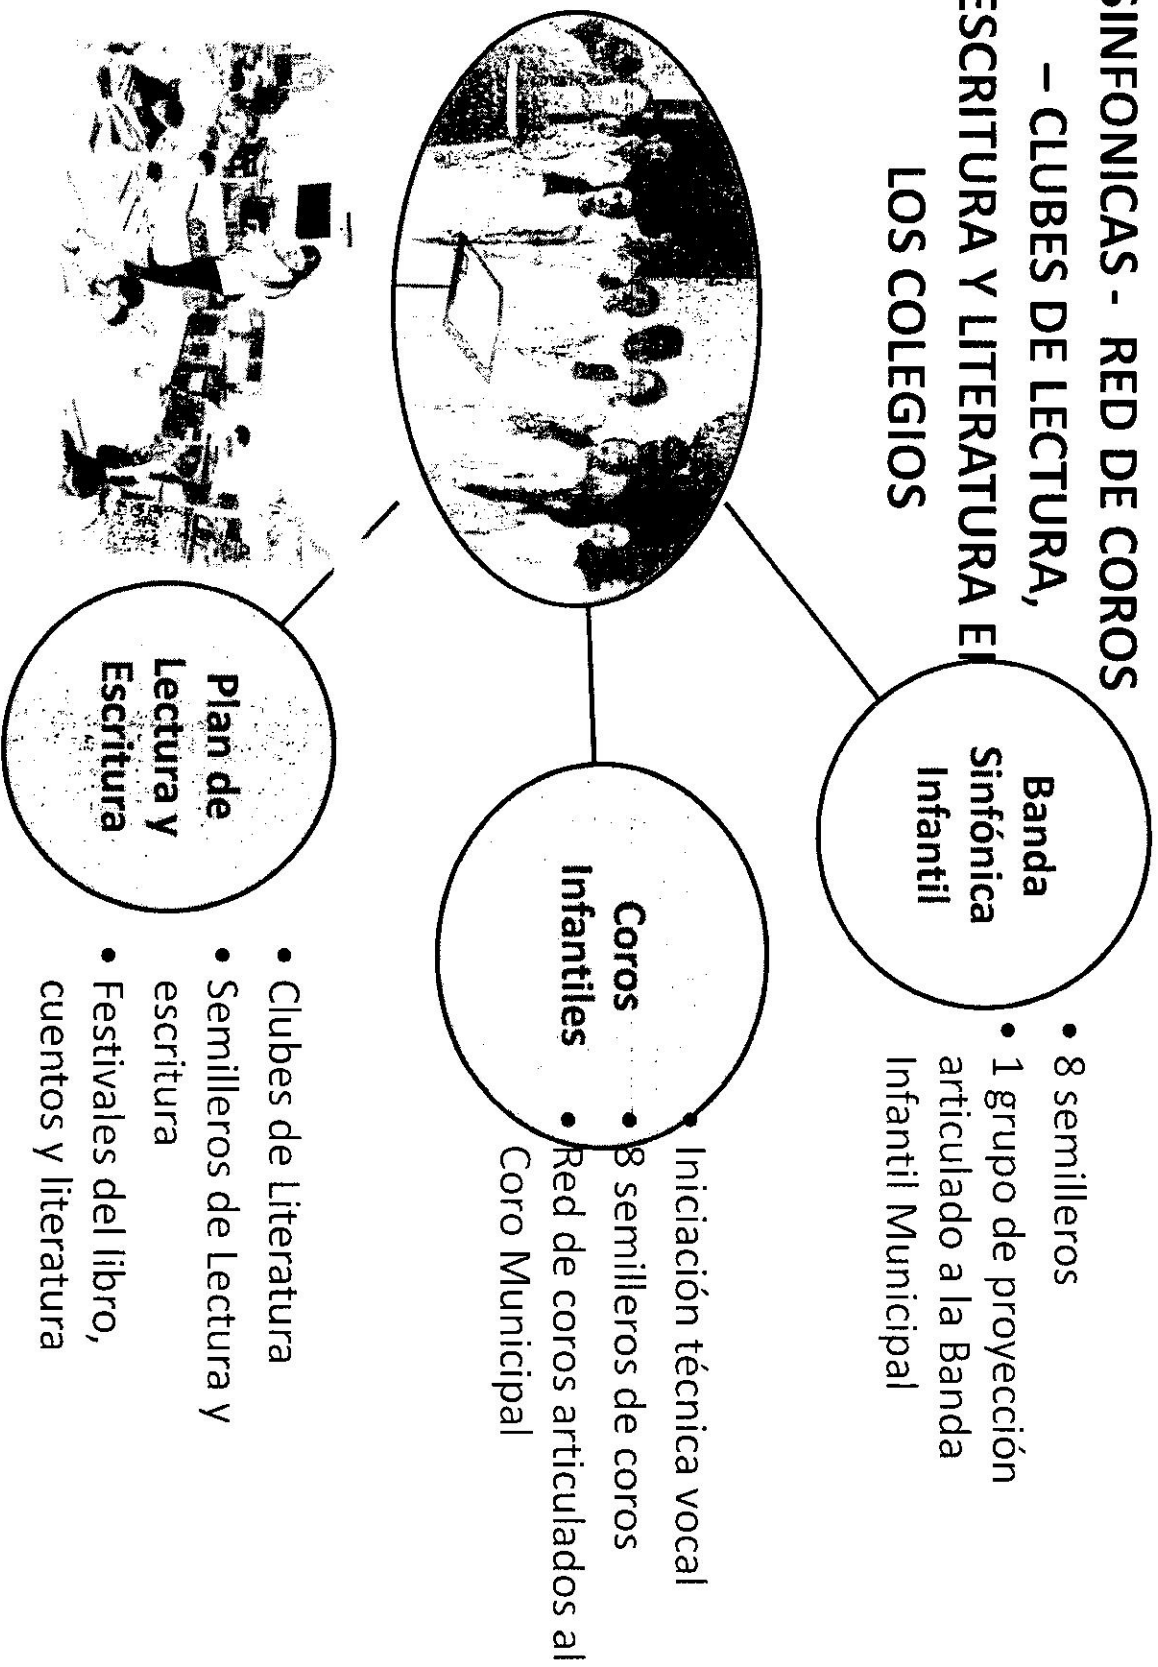 SINFONICAS - RED DE COROS
– CLUBES DE LECTURA,
ESCRITURA Y LITERATURA E
LOS COLEGIOS
Banda
Sinfónica
Infantil
• 8 semilleros
• 1 grupo de proyección
articulado a la Banda
Infantil Municipal
Coros
Infantiles
• Iniciación técnica vocal
• 8 semilleros de coros
• Red de coros articulados al
Coro Municipal
Plan de
Lectura y
Escritura
• Clubes de Literatura
• Semilleros de Lectura y
escritura
• Festivales del libro,
cuentos y literatura